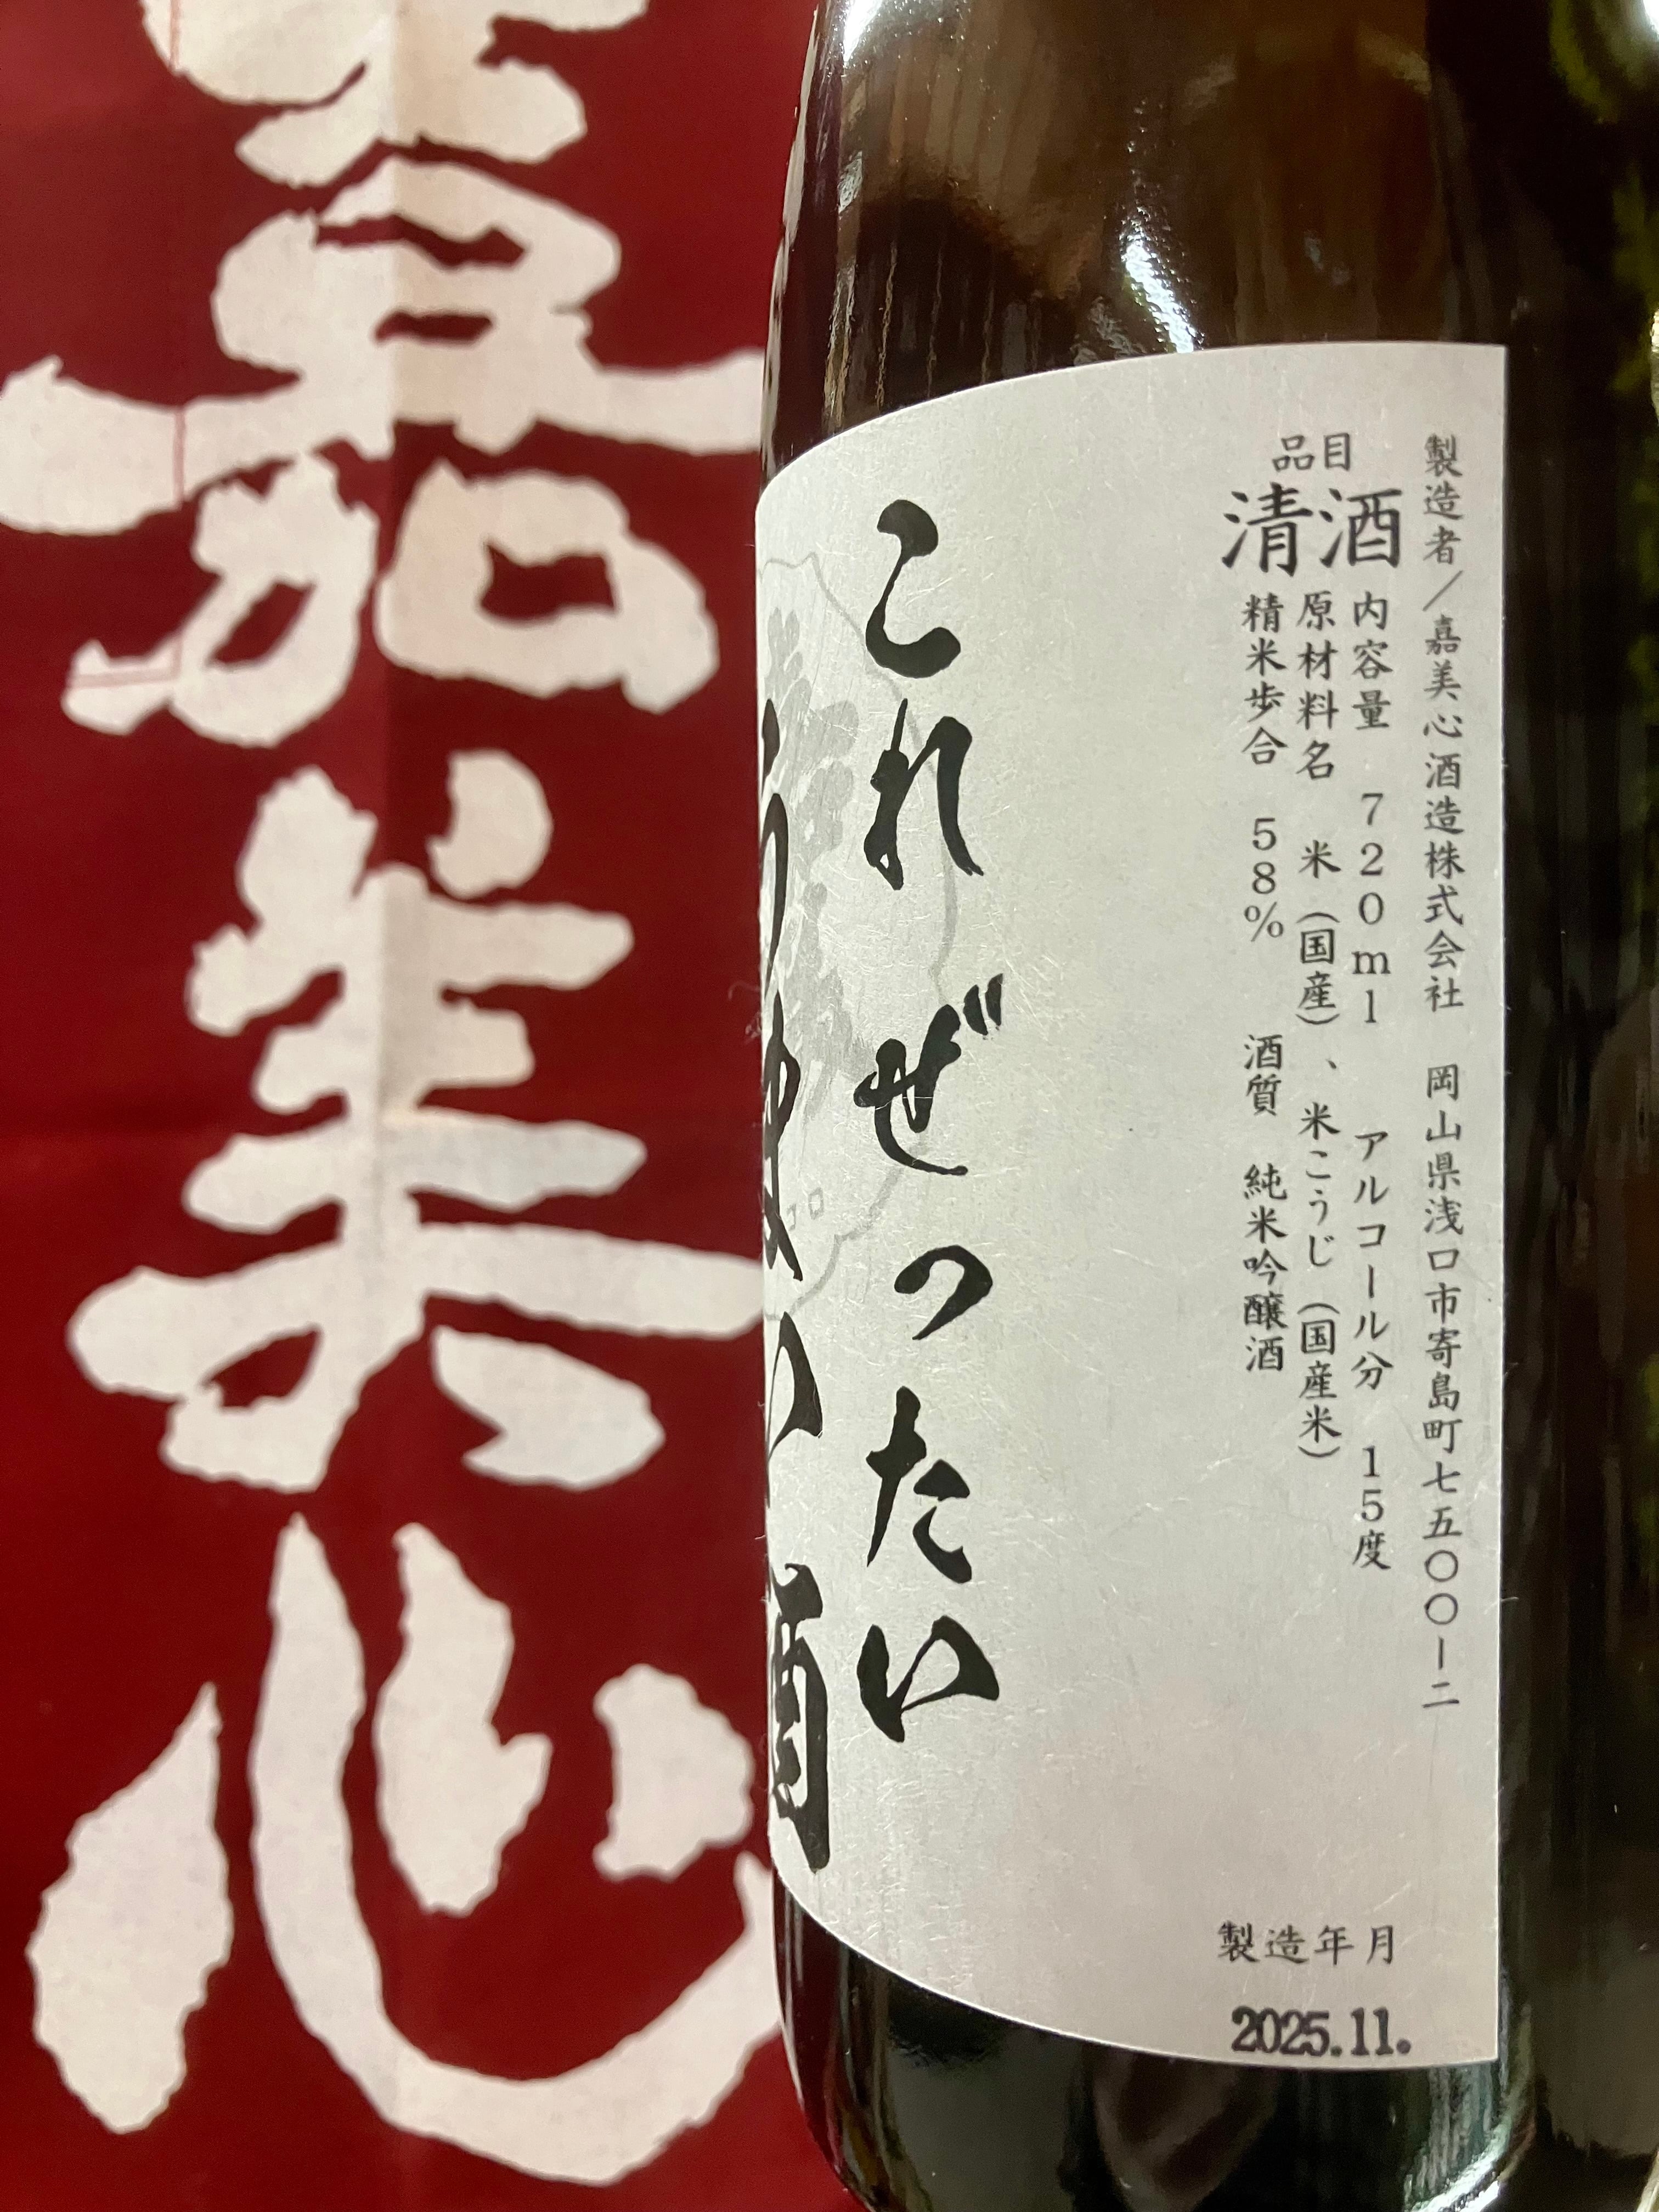 嘉美心
製造者／嘉美心酒造株式会社　岡山県浅口市寄島町七五〇〇ー二
品目
清酒
内容量　720ml　アルコール分　15度
原材料名　米（国産）、米こうじ（国産米）
精米歩合　58%　酒質　純米吟醸酒
製造年月
2025.11.
これぜったい
酒